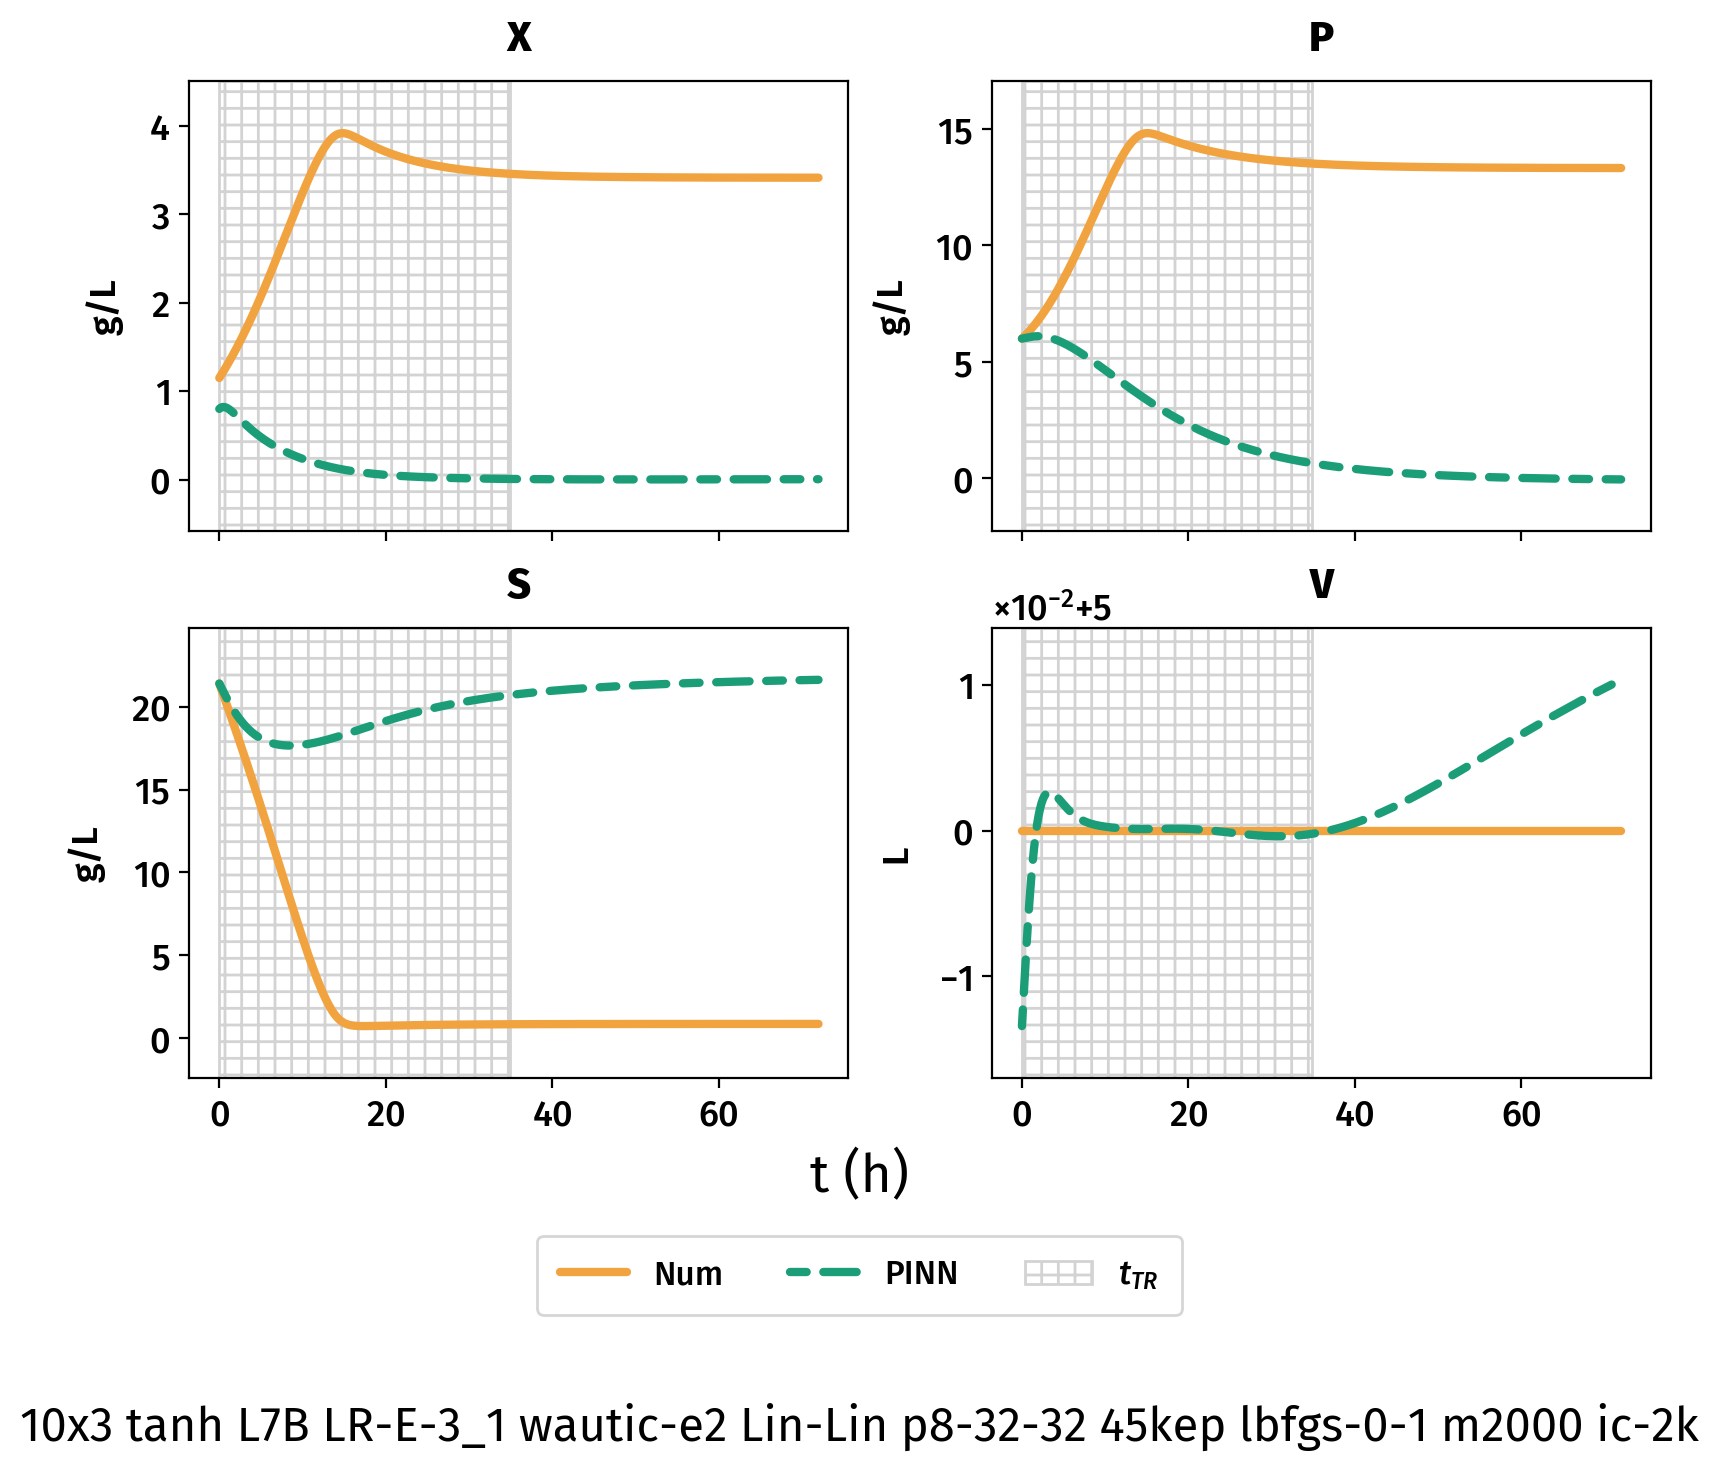 X
P
4
3
2
1
0
g/L
15
10
5
0
g/L
S
V
×10⁻²+5
20
15
10
5
0
g/L
1
0
−1
L
0 20 40 60
0 20 40 60
t (h)
Num PINN t_TR
10x3 tanh L7B LR-E-3_1 wautic-e2 Lin-Lin p8-32-32 45kep lbfgs-0-1 m2000 ic-2k